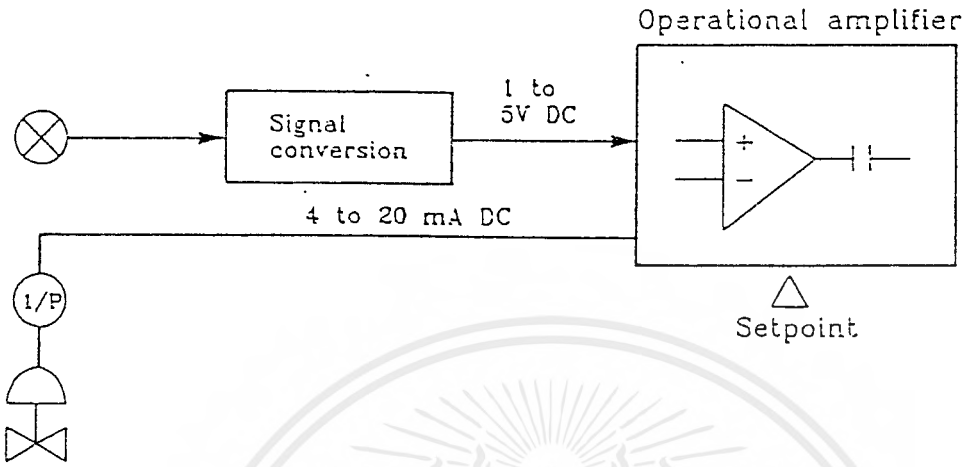 Operational amplifier
1 to
5V DC
Signal
conversion
+
−
4 to 20 mA DC
1/P
Setpoint